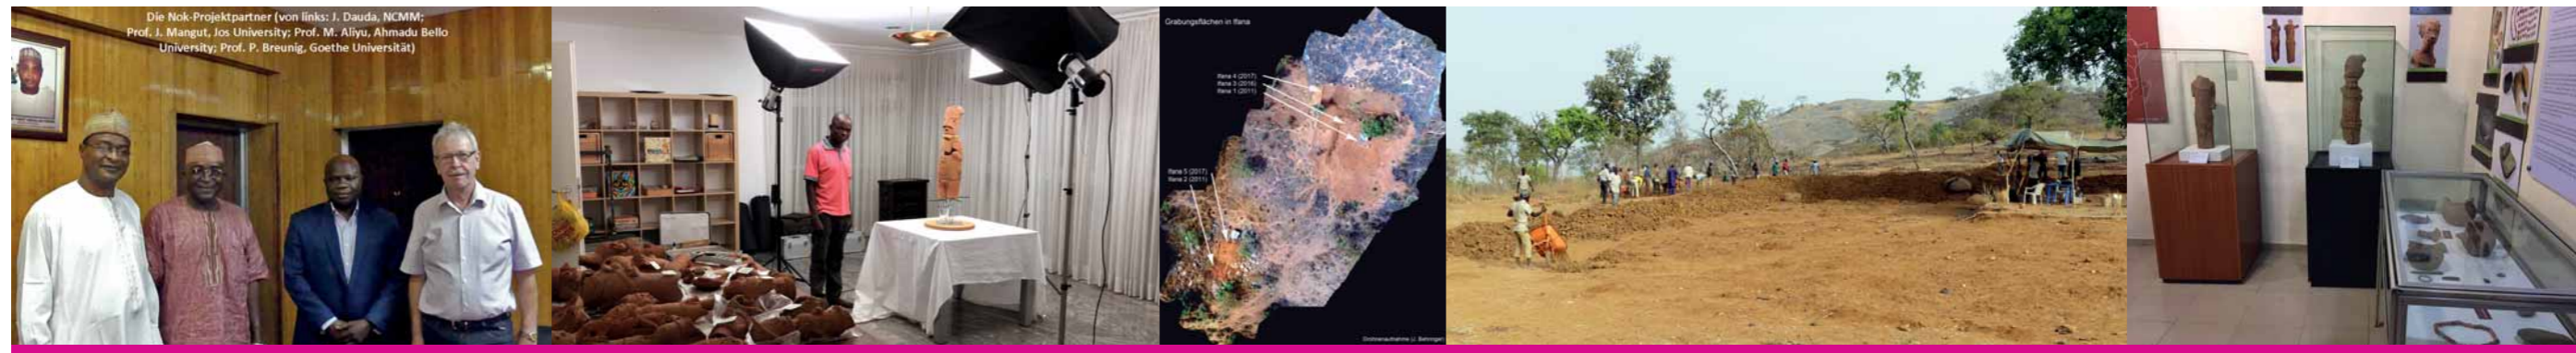 Die Nok-Projektpartner (von links: J. Dauda, NCMM;
Prof. J. Mangut, Jos University; Prof. M. Aliyu, Ahmadu Bello
University; Prof. P. Breunig, Goethe Universität)
Grabungsflächen in Ifana
Ifana 4 (2017)
Ifana 3 (2016)
Ifana 1 (2011)
Ifana 5 (2017)
Ifana 2 (2011)
Drohnenaufnahme (J. Behringer)